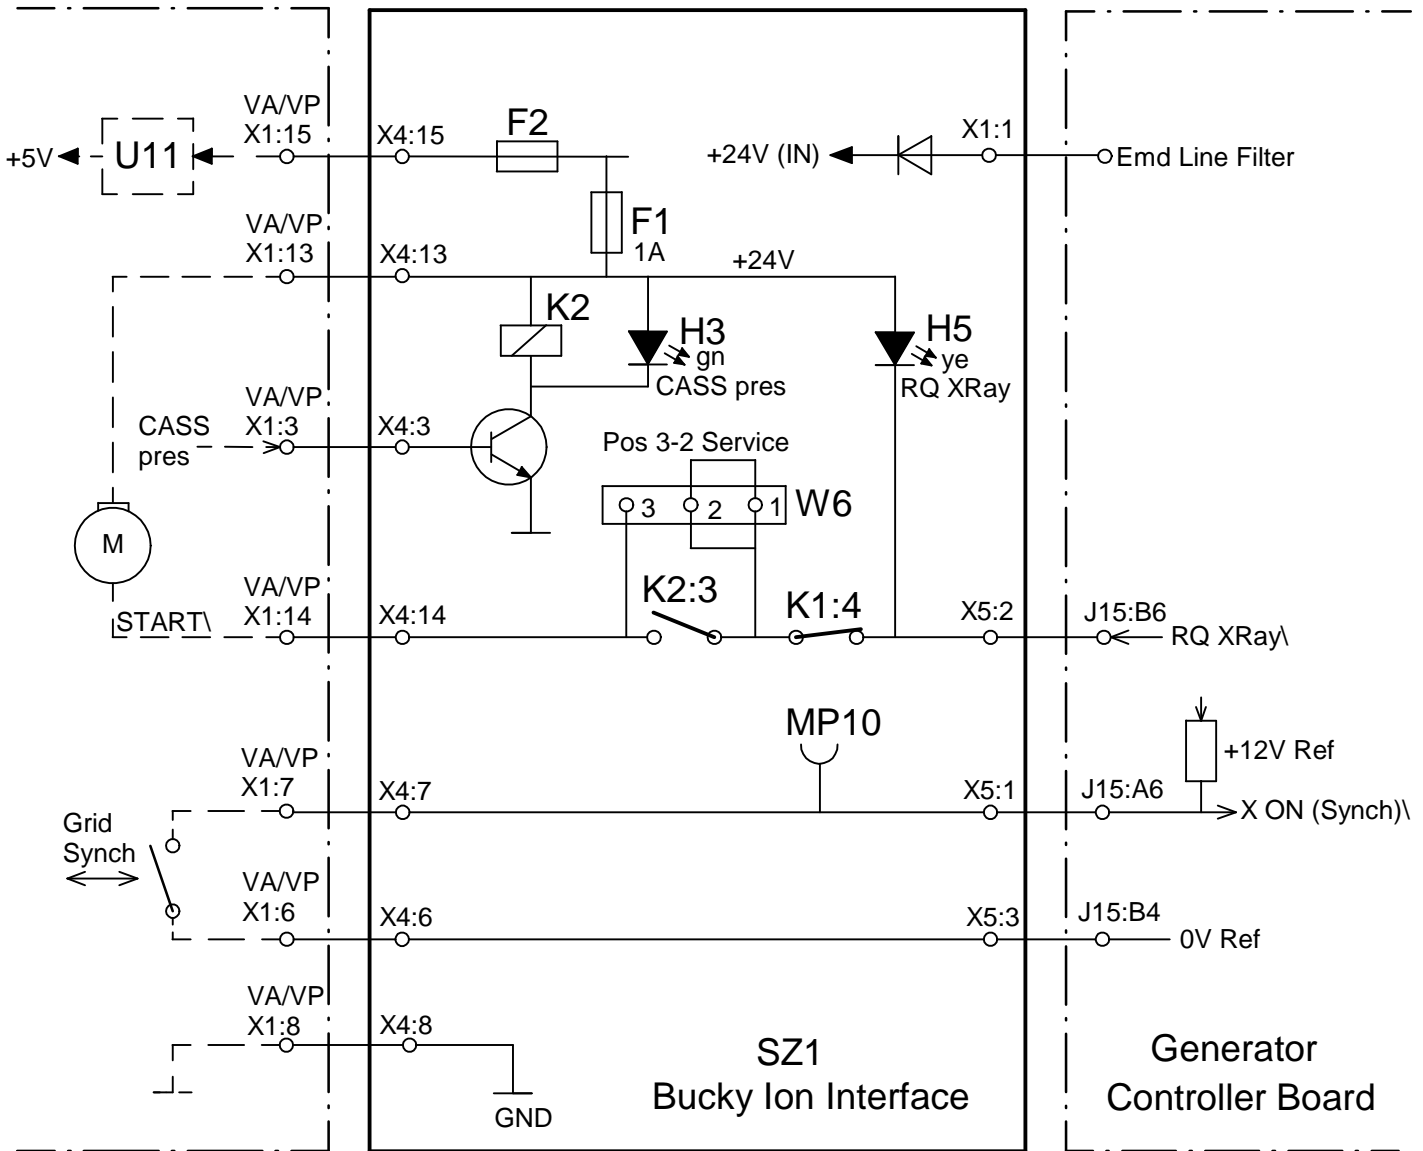 VA/VP
X1:15
X4:15
F2
X1:1
+5V
U11
+24V (IN)
Emd Line Filter
VA/VP
X1:13
X4:13
F1
1A
+24V
K2
H3
gn
CASS pres
H5
ye
RQ XRay
CASS
pres
VA/VP
X1:3
X4:3
Pos 3-2 Service
3
2
1
W6
M
START\
VA/VP
X1:14
X4:14
K2:3
K1:4
X5:2
J15:B6
RQ XRay\
MP10
+12V Ref
VA/VP
X1:7
X4:7
X5:1
J15:A6
X ON (Synch)\
Grid
Synch
VA/VP
X1:6
X4:6
X5:3
J15:B4
0V Ref
VA/VP
X1:8
X4:8
GND
SZ1
Bucky Ion Interface
Generator
Controller Board